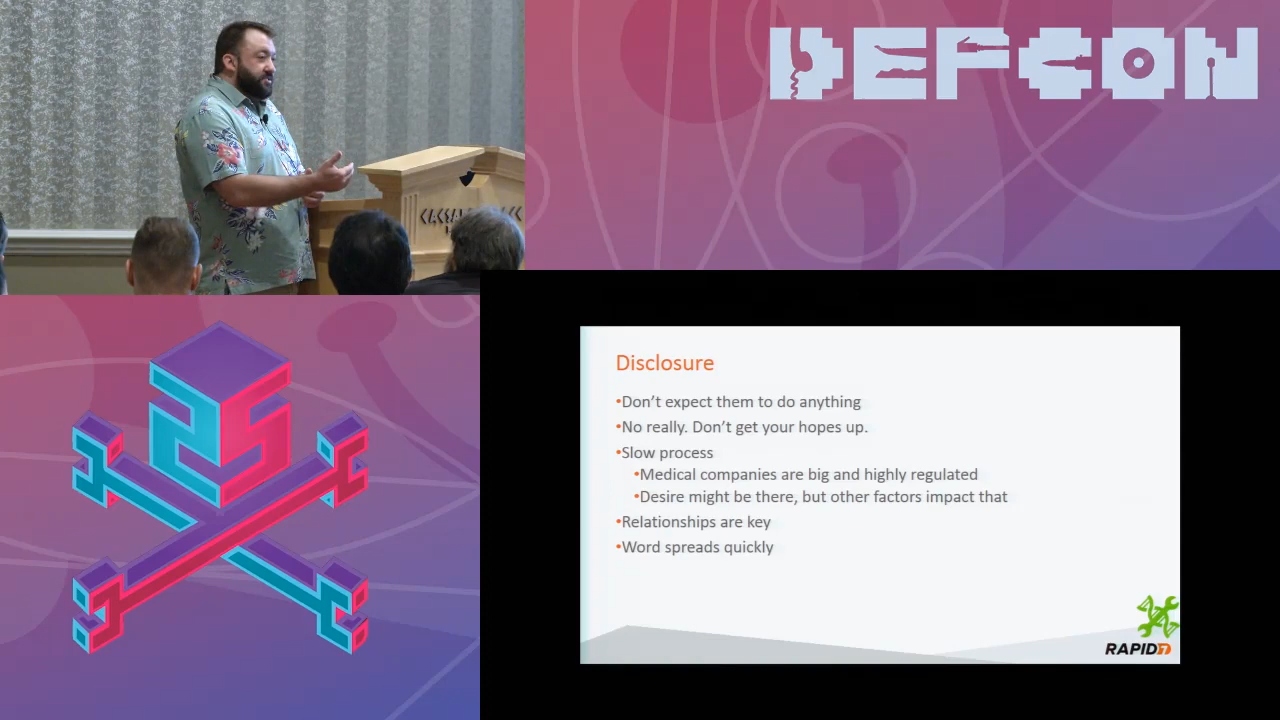 DEFCON
Disclosure
•Don't expect them to do anything
•No really. Don't get your hopes up.
•Slow process
•Medical companies are big and highly regulated
•Desire might be there, but other factors impact that
•Relationships are key
•Word spreads quickly
RAPID7